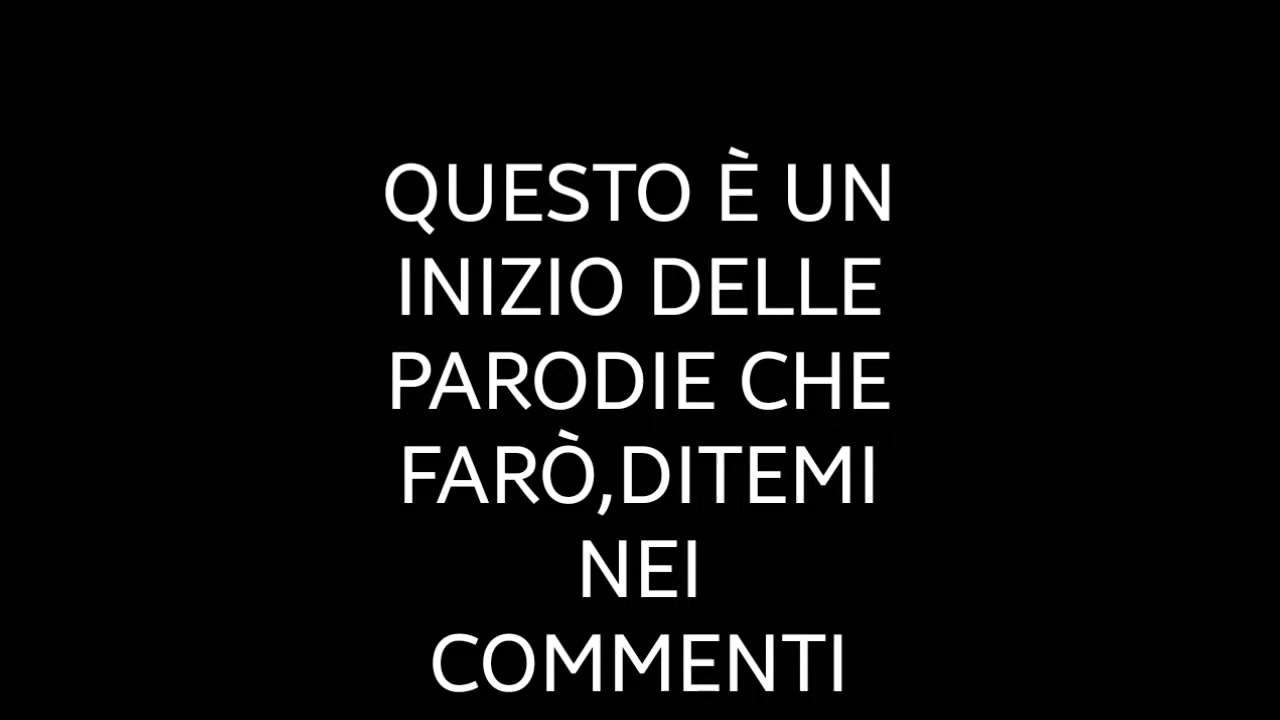 QUESTO È UN
INIZIO DELLE
PARODIE CHE
FARÒ,DITEMI
NEI
COMMENTI